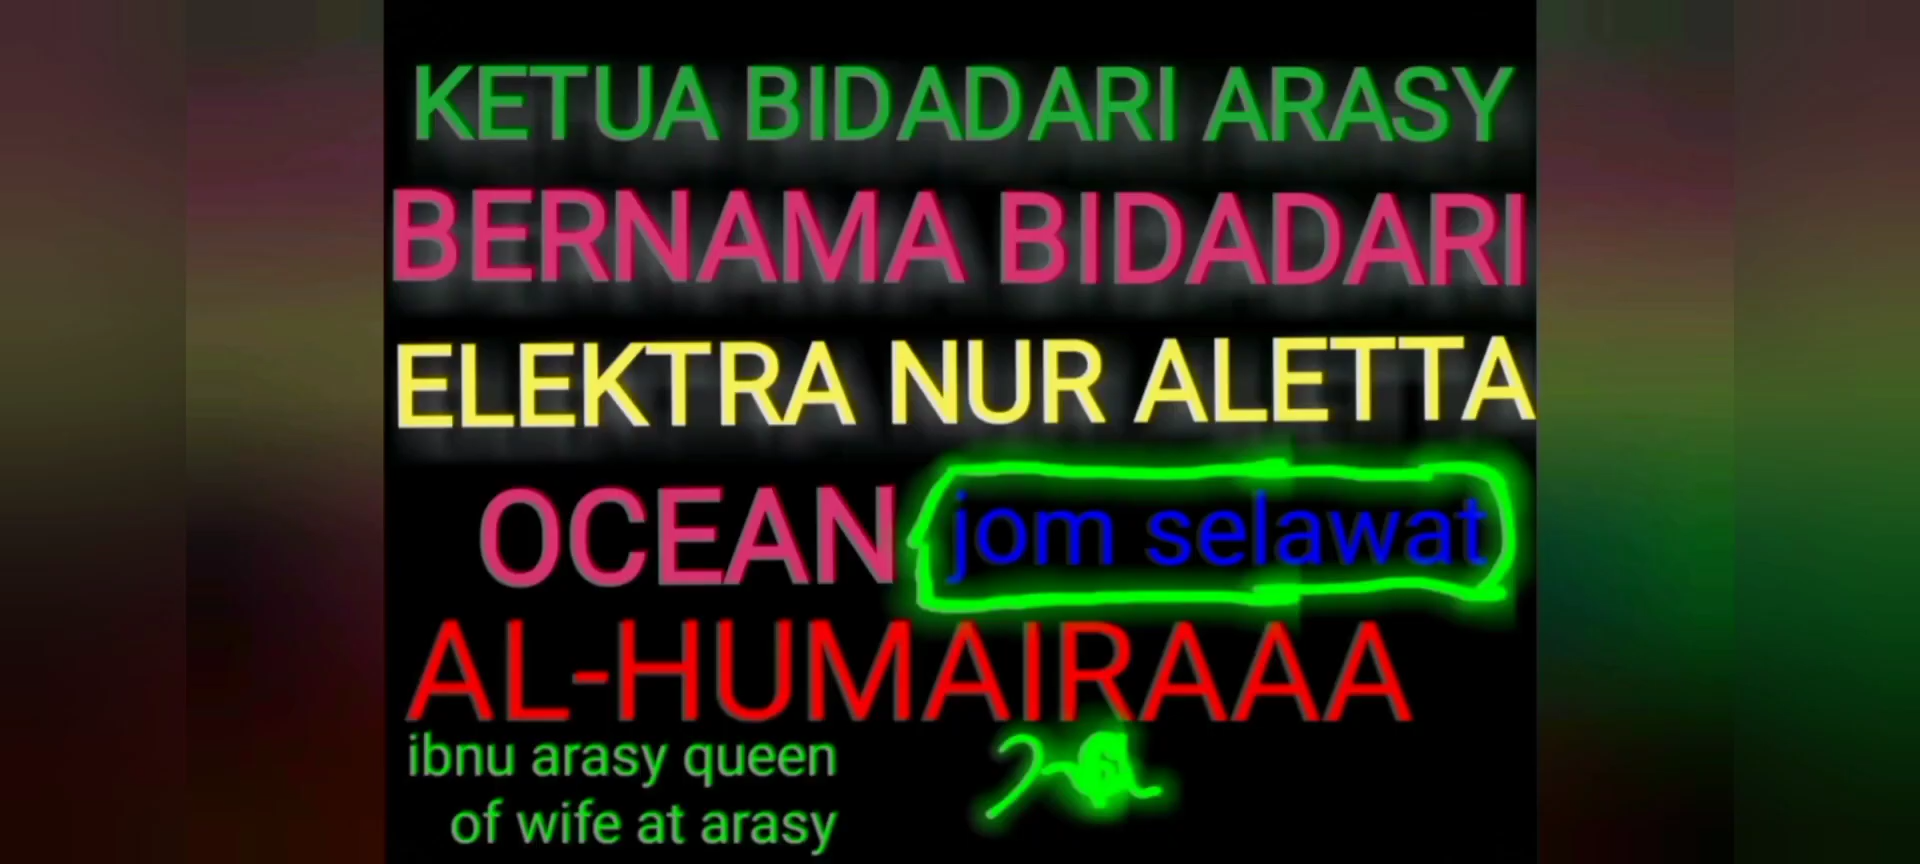 KETUA BIDADARI ARASY
BERNAMA BIDADARI
ELEKTRA NUR ALETTA
OCEAN jom selawat
AL-HUMAIRAAA
ibnu arasy queen
of wife at arasy